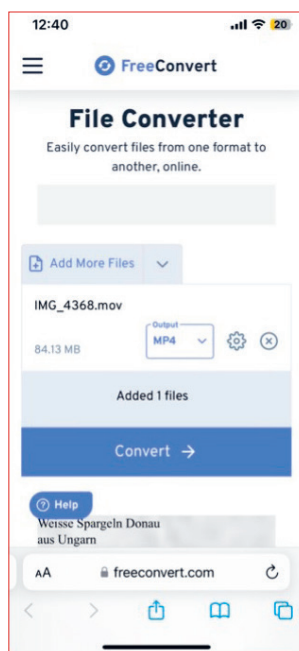 12:40
20
FreeConvert
File Converter
Easily convert files from one format to
another, online.
Add More Files
IMG_4368.mov
84.13 MB
Output
MP4
Added 1 files
Convert →
? Help
Weisse Spargeln Donau
aus Ungarn
AA
freeconvert.com